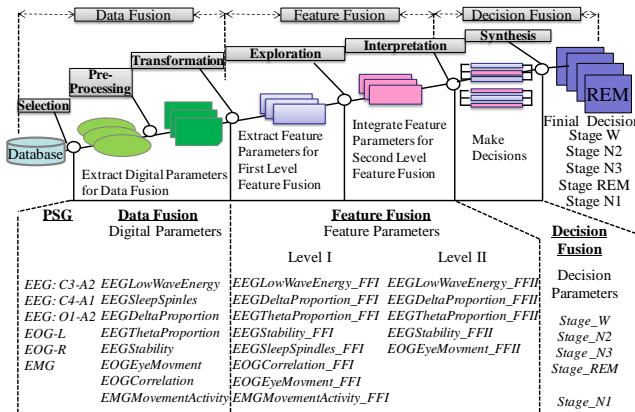 Data Fusion
Feature Fusion
Decision Fusion
Selection
Pre-
Processing
Transformation
Exploration
Interpretation
Synthesis
Database
REM
Extract Digital Parameters
for Data Fusion
Extract Feature
Parameters for
First Level
Feature Fusion
Integrate Feature
Parameters for
Second Level
Feature Fusion
Make
Decisions
Finial Decision
Stage W
Stage N2
Stage N3
Stage REM
Stage N1
PSG
EEG: C3-A2
EEG: C4-A1
EEG: O1-A2
EOG-L
EOG-R
EMG
Data Fusion
Digital Parameters
EEGLowWaveEnergy
EEGSleepSpinles
EEGDeltaProportion
EEGThetaProportion
EEGStability
EOGEyeMovment
EOGCorrelation
EMGMovementActivity
Feature Fusion
Feature Parameters
Level I
EEGLowWaveEnergy_FFI
EEGDeltaProportion_FFI
EEGThetaProportion_FFI
EEGStability_FFI
EEGSleepSpindles_FFI
EOGCorrelation_FFI
EOGEyeMovment_FFI
EMGMovementActivity_FFI
Level II
EEGLowWaveEnergy_FFII
EEGDeltaProportion_FFII
EEGThetaProportion_FFII
EEGStability_FFII
EOGEyeMovment_FFII
Decision
Fusion
Decision
Parameters
Stage_W
Stage_N2
Stage_N3
Stage_REM
Stage_N1